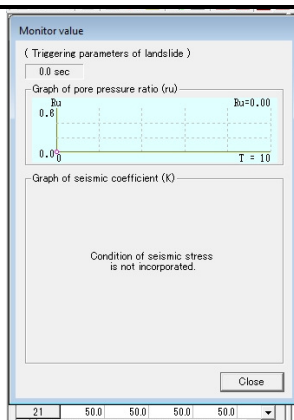 Monitor value
( Triggering parameters of landslide )
0.0 sec
Graph of pore pressure ratio (ru)
Ru
Ru=0.00
0.6
0.0
0
T = 10
Graph of seismic coefficient (K)
Condition of seismic stress
is not incorporated.
Close
21 50.0 50.0 50.0 50.0